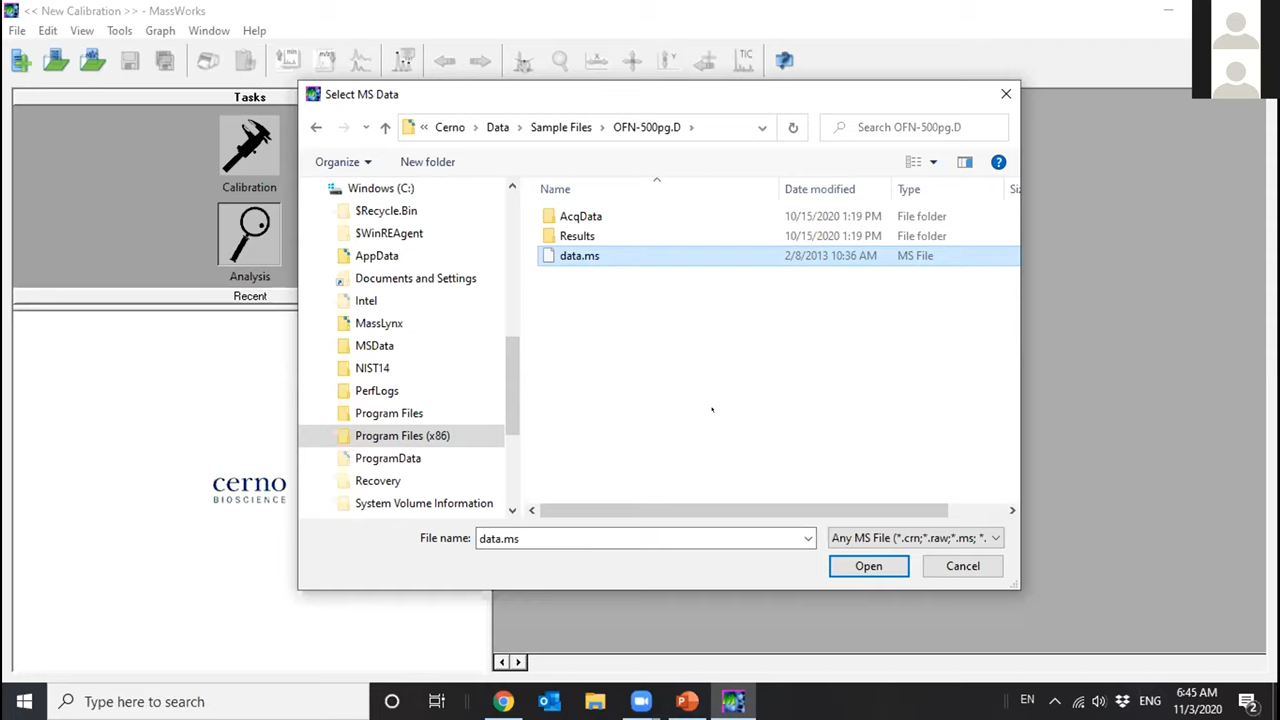 << New Calibration > - MassWorks
File Edit View Tools Graph Window Help
TIC
Tasks
Calibration
Analysis
Recent
cerno
BIOSCIENCE
Select MS Data
« Cerno › Data › Sample Files › OFN-500pg.D ›
Search OFN-500pg.D
Organize New folder
Windows (C:)
$Recycle.Bin
$WinREAgent
AppData
Documents and Settings
Intel
MassLynx
MSData
NIST14
PerfLogs
Program Files
Program Files (x86)
ProgramData
Recovery
System Volume Information
Name Date modified Type Siz
AcqData 10/15/2020 1:19 PM File folder
Results 10/15/2020 1:19 PM File folder
data.ms 2/8/2013 10:36 AM MS File
File name: data.ms Any MS File (*.crn;*.raw;*.ms; *.
Open Cancel
Type here to search
EN ENG
6:45 AM
11/3/2020
2